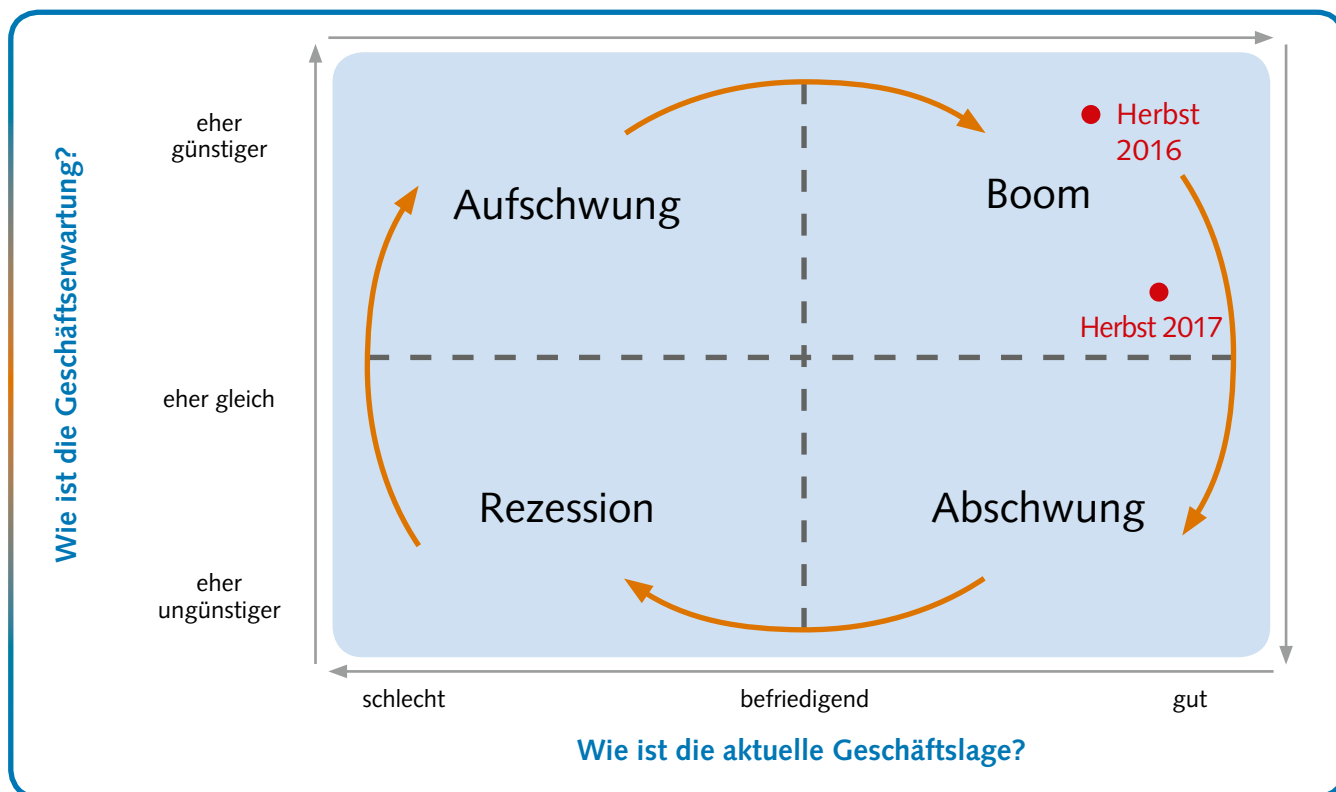 Wie ist die Geschäftserwartung?
eher
günstiger
eher gleich
eher
ungünstiger
Aufschwung
Boom
Herbst
2016
Herbst 2017
Rezession
Abschwung
schlecht
befriedigend
gut
Wie ist die aktuelle Geschäftslage?